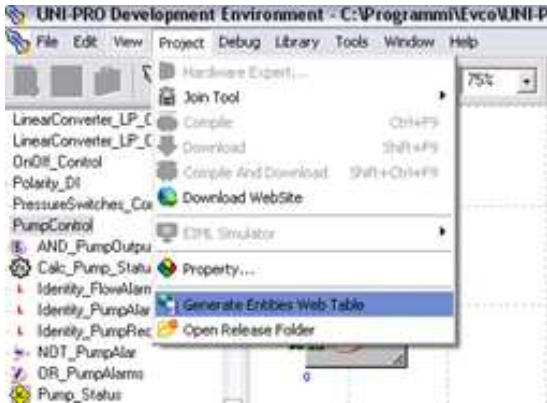 UNI-PRO Development Environment - C:\Programmi\Evco\UNI-P
File Edit View Project Debug Library Tools Window Help
Hardware Expert...
75%
Join Tool
LinearConverter_LP_C
Compile Ctrl+F9
LinearConverter_LP_C
Download Shift+F9
OnOff_Control
Compile And Download Shift+Ctrl+F9
Polarity_DI
Download WebSite
PressureSwitches_Cou
PumpControl
Simulator
AND_PumpOutpu
Calc_Pump_Statu
Property...
Identity_FlowAlarm
Identity_PumpAlar
Generate Entities Web Table
Identity_PumpRec
Open Release Folder
NOT_PumpAlar
OR_PumpAlarms
0
Pump_Status